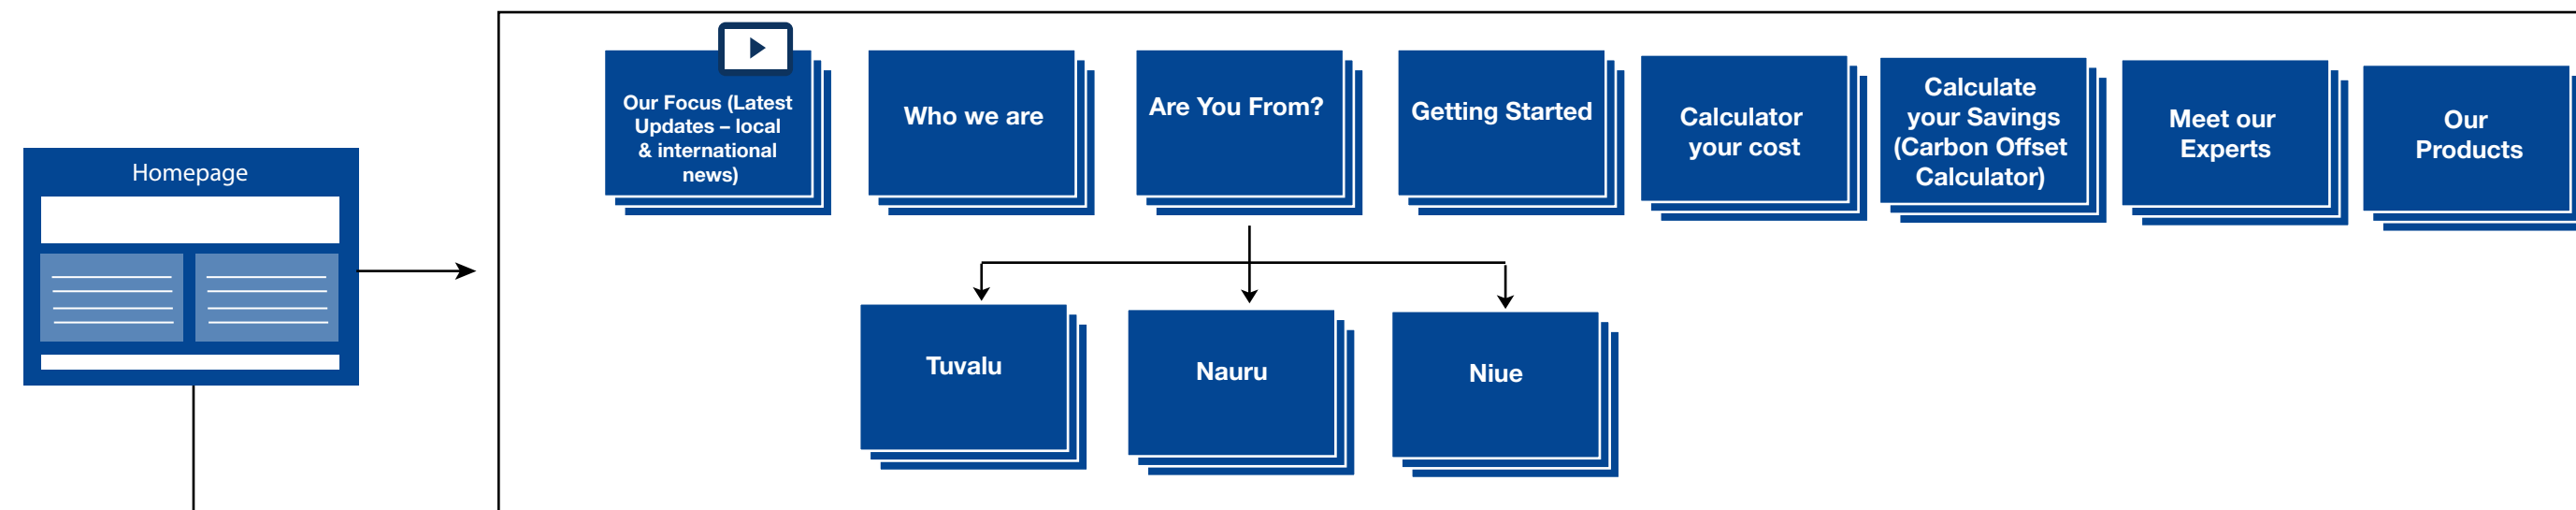 Homepage
Our Focus (Latest
Updates – local
& international
news)
Who we are
Are You From?
Getting Started
Calculator
your cost
Calculate
your Savings
(Carbon Offset
Calculator)
Meet our
Experts
Our
Products
Tuvalu
Nauru
Niue